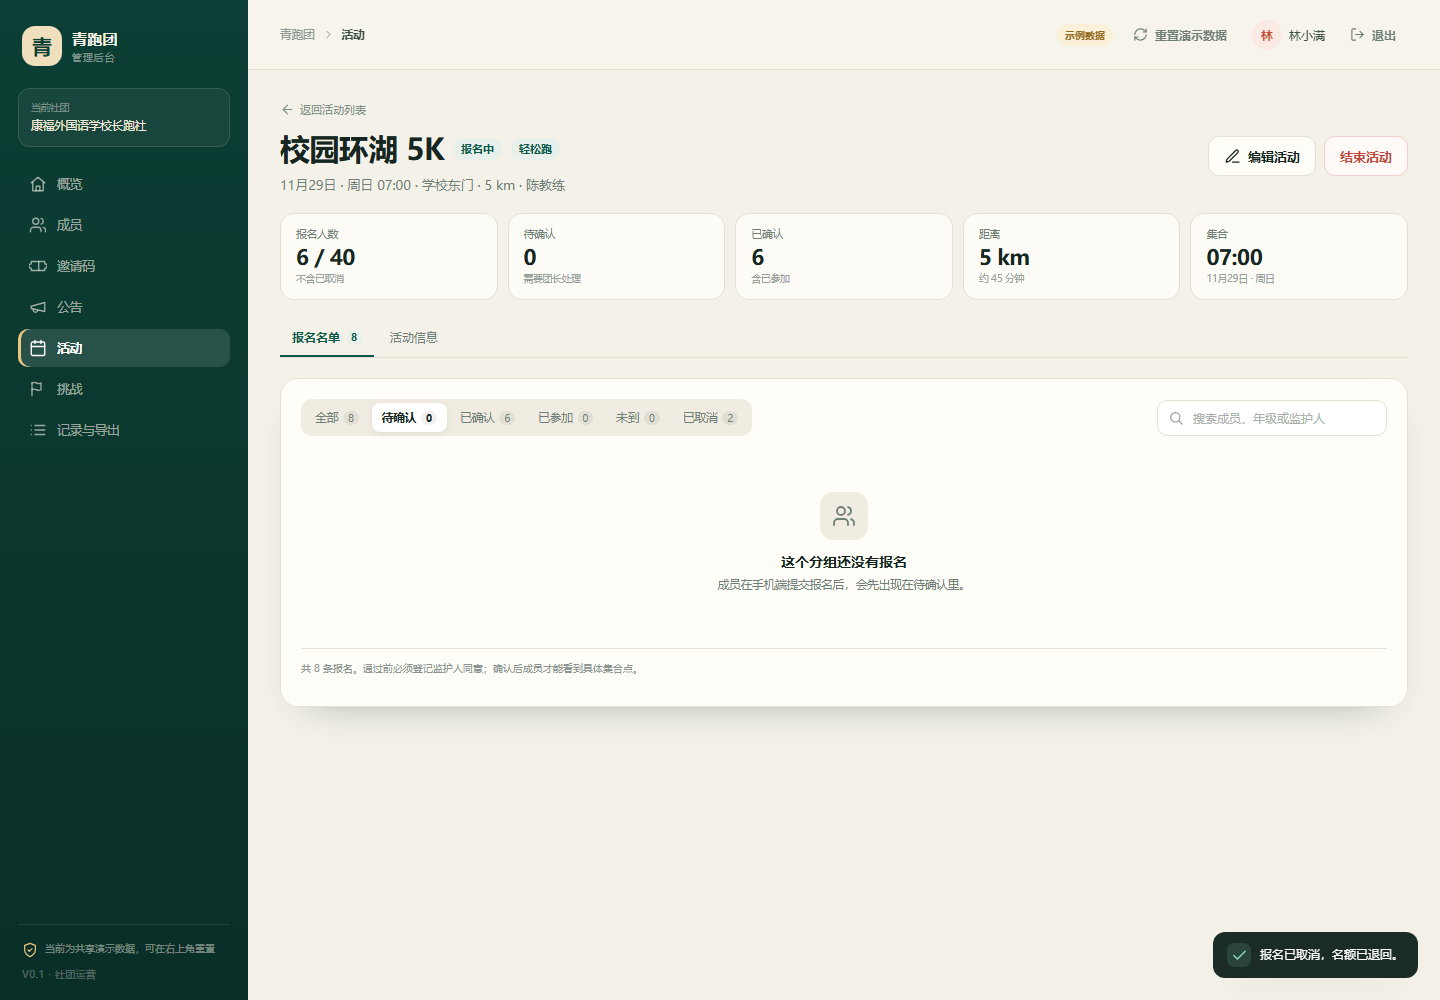 青
青跑团
管理后台
当前社团
康福外国语学校长跑社
概览
成员
邀请码
公告
活动
挑战
记录与导出
当前为共享演示数据，可在右上角重置
V0.1 · 社团运营
青跑团 > 活动
示例数据
重置演示数据
林 林小满
退出
返回活动列表
校园环湖 5K 报名中 轻松跑
11月29日 · 周日 07:00 · 学校东门 · 5 km · 陈教练
编辑活动
结束活动
报名人数
6 / 40
不含已取消
待确认
0
需要团长处理
已确认
6
含已参加
距离
5 km
约 45 分钟
集合
07:00
11月29日 · 周日
报名名单 8
活动信息
全部 8 待确认 0 已确认 6 已参加 0 未到 0 已取消 2
搜索成员、年级或监护人
这个分组还没有报名
成员在手机端提交报名后，会先出现在待确认里。
共 8 条报名。通过前必须登记监护人同意；确认后成员才能看到具体集合点。
报名已取消，名额已退回。